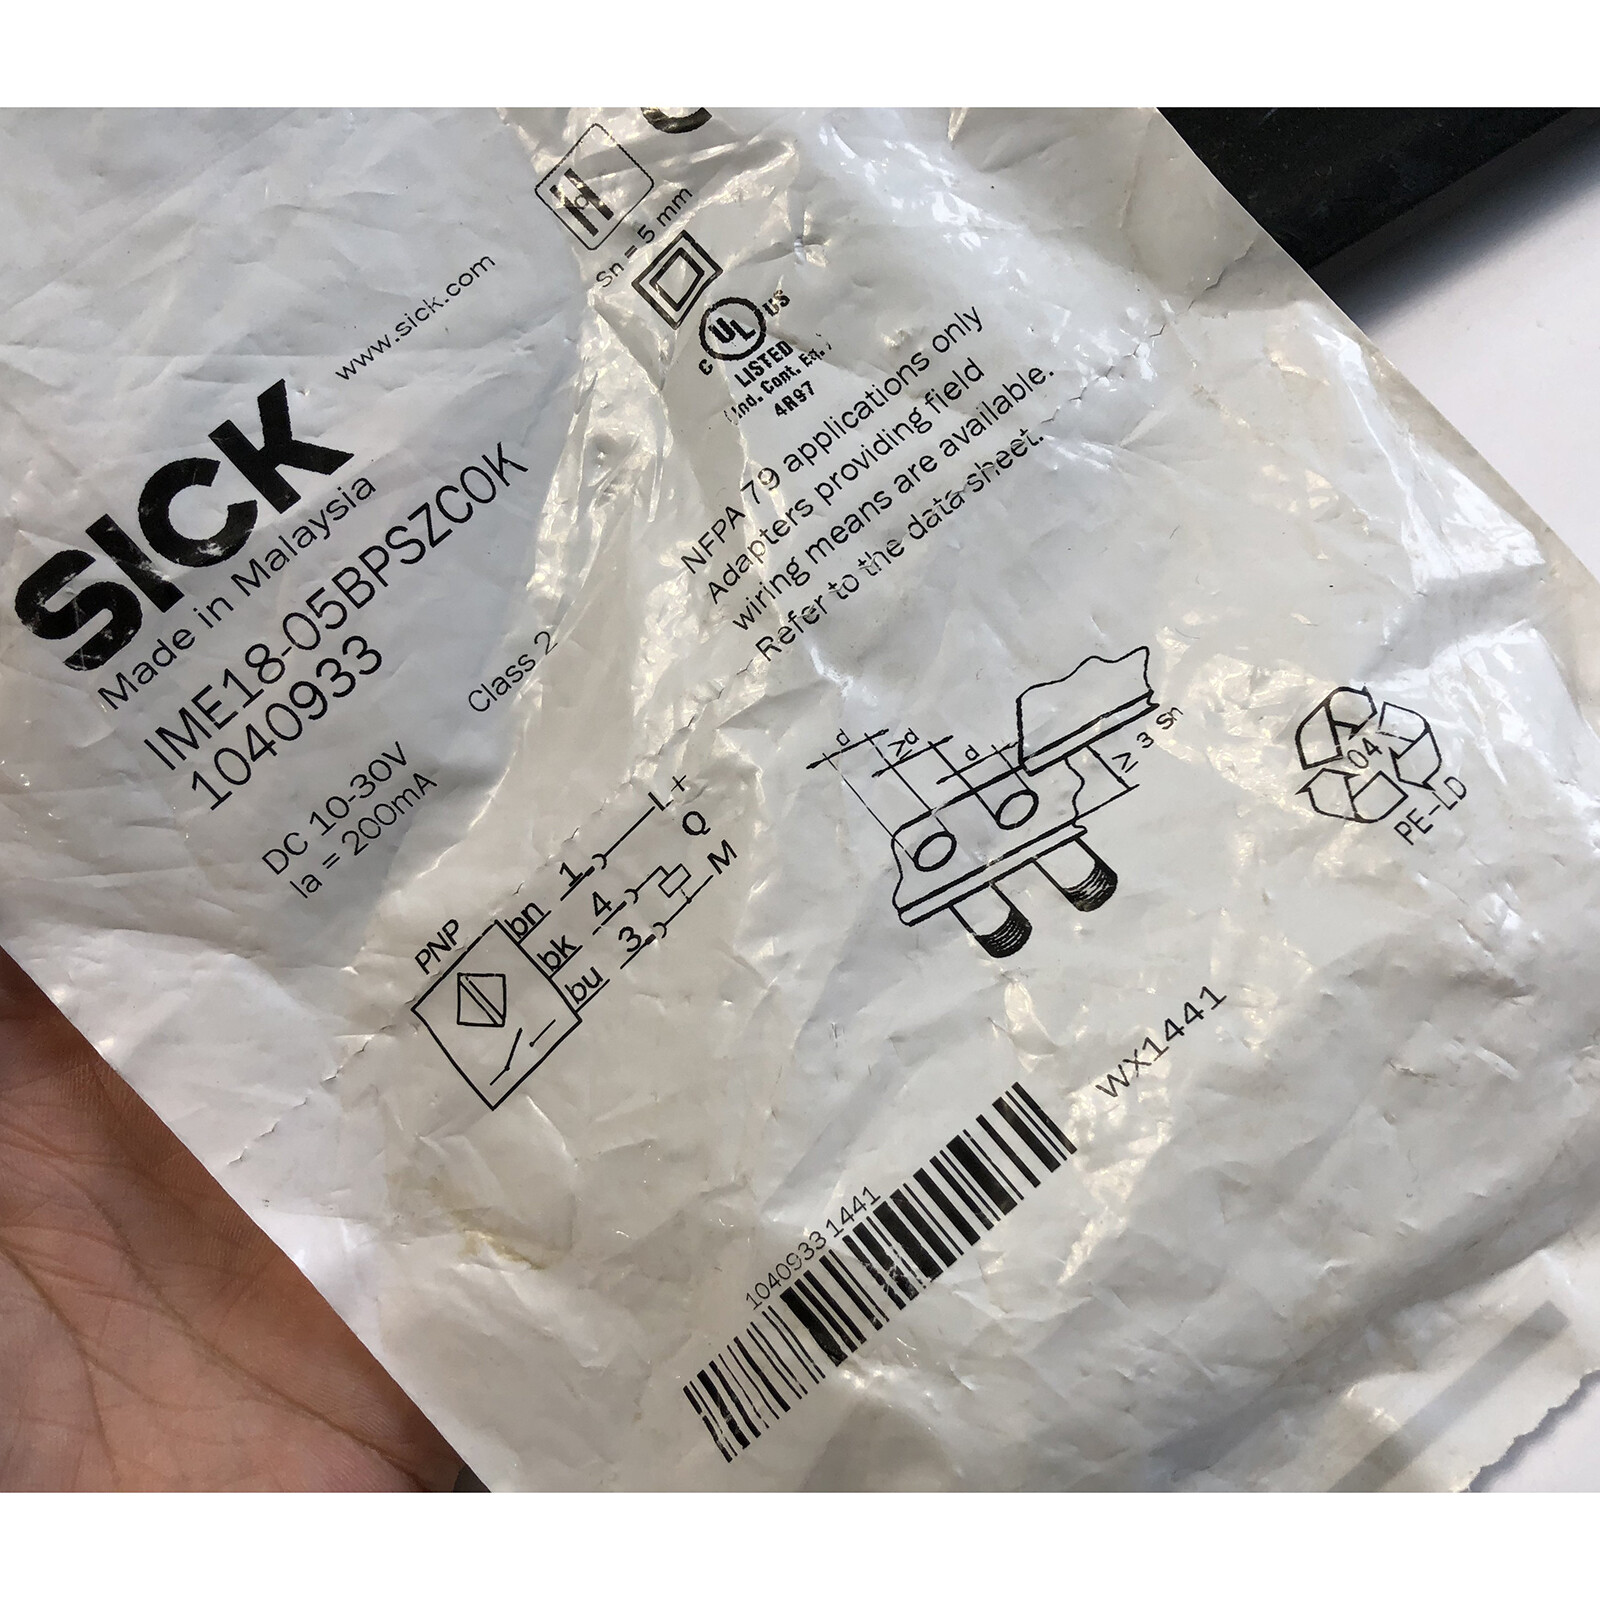 SICK
www.sick.com
Made in Malaysia
IME18-05BPSZC0K
1040933
Class 2
DC 10-30V
Ia = 200mA
Sn = 5 mm
C UL US
LISTED
(Ind. Cont. Eq.)
4R97
NFPA 79 applications only
Adapters providing field
wiring means are available.
Refer to the data sheet.
PNP
bn 1 L+
bk 4 Q
bu 3 M
d ≥d d
≥ 3 Sn
04
PE-LD
WX1441
10409331441